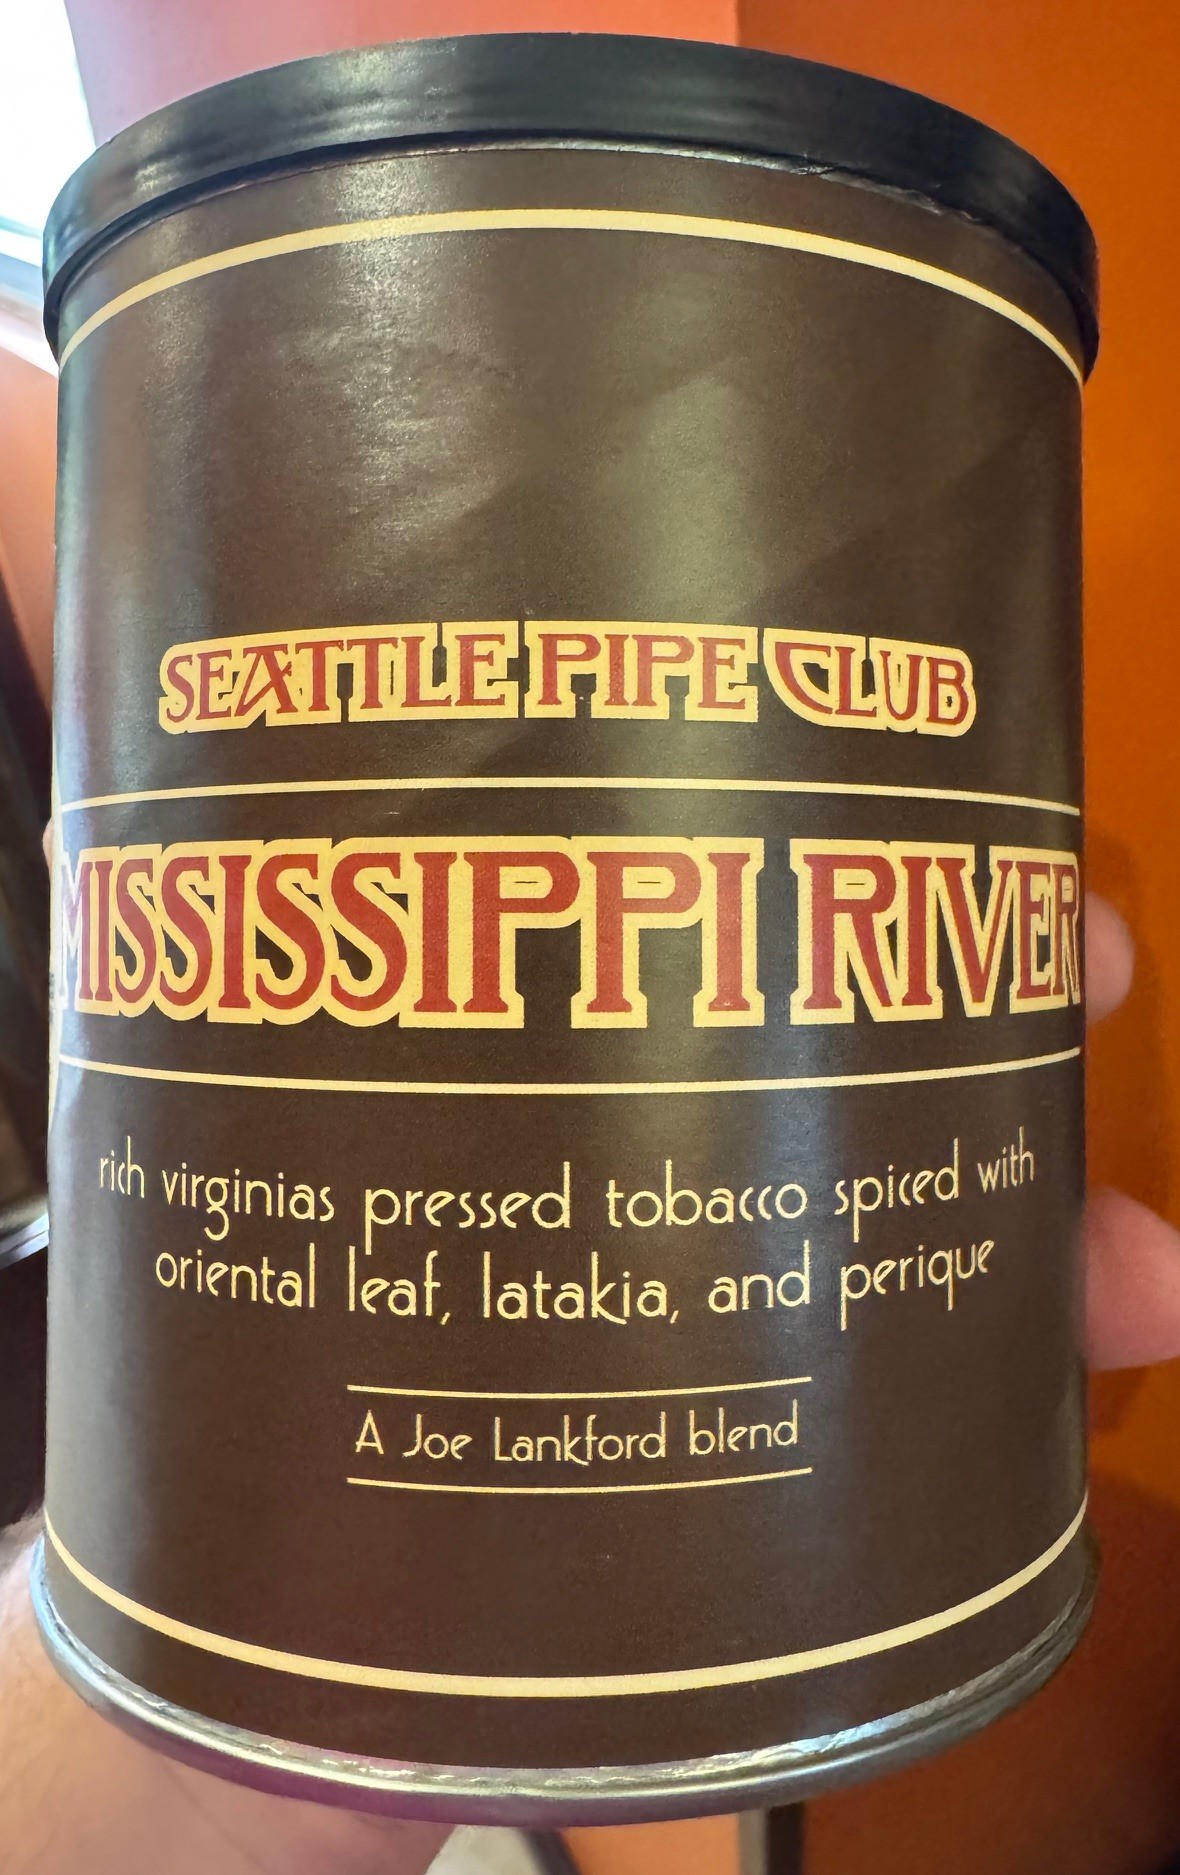 SEATTLE PIPE CLUB
MISSISSIPPI RIVER
rich virginias pressed tobacco spiced with
oriental leaf, latakia, and perique
A Joe Lankford blend